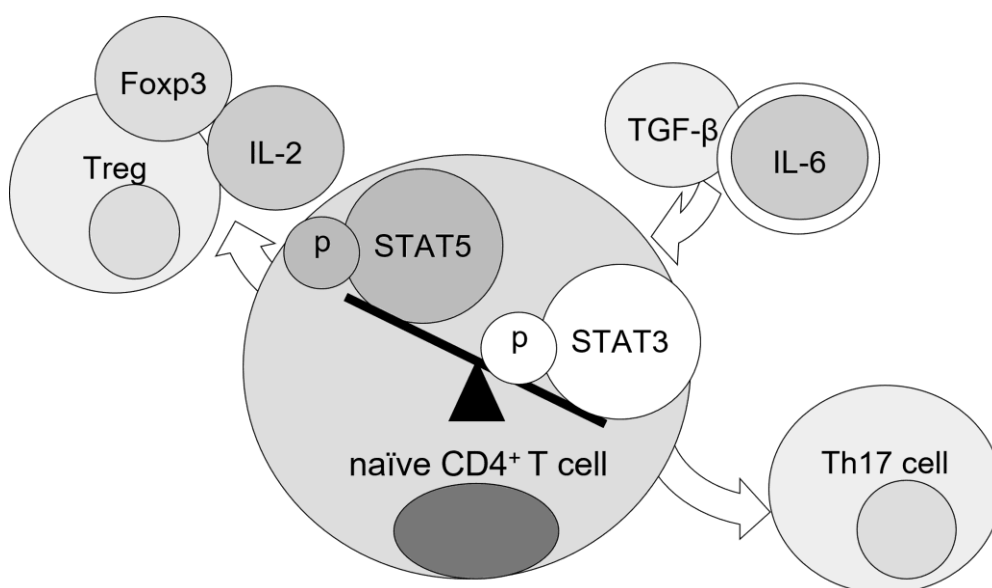 Foxp3
Treg
IL-2
TGF-β
IL-6
p
STAT5
p
STAT3
naïve CD4⁺ T cell
Th17 cell